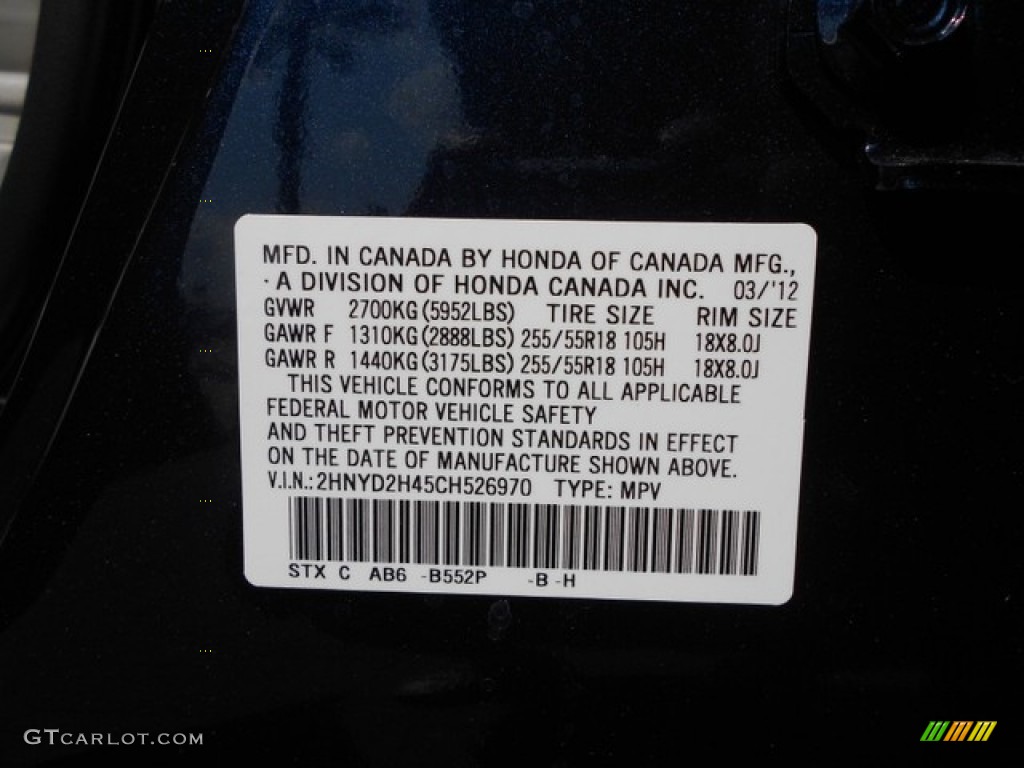 MFD. IN CANADA BY HONDA OF CANADA MFG.,
· A DIVISION OF HONDA CANADA INC. 03/'12
GVWR 2700KG (5952LBS) TIRE SIZE RIM SIZE
GAWR F 1310KG (2888LBS) 255/55R18 105H 18X8.0J
GAWR R 1440KG (3175LBS) 255/55R18 105H 18X8.0J
THIS VEHICLE CONFORMS TO ALL APPLICABLE
FEDERAL MOTOR VEHICLE SAFETY
AND THEFT PREVENTION STANDARDS IN EFFECT
ON THE DATE OF MANUFACTURE SHOWN ABOVE.
V.I.N.: 2HNYD2H45CH526970 TYPE: MPV
STX C AB6 -B552P -B -H
GTCARLOT.COM